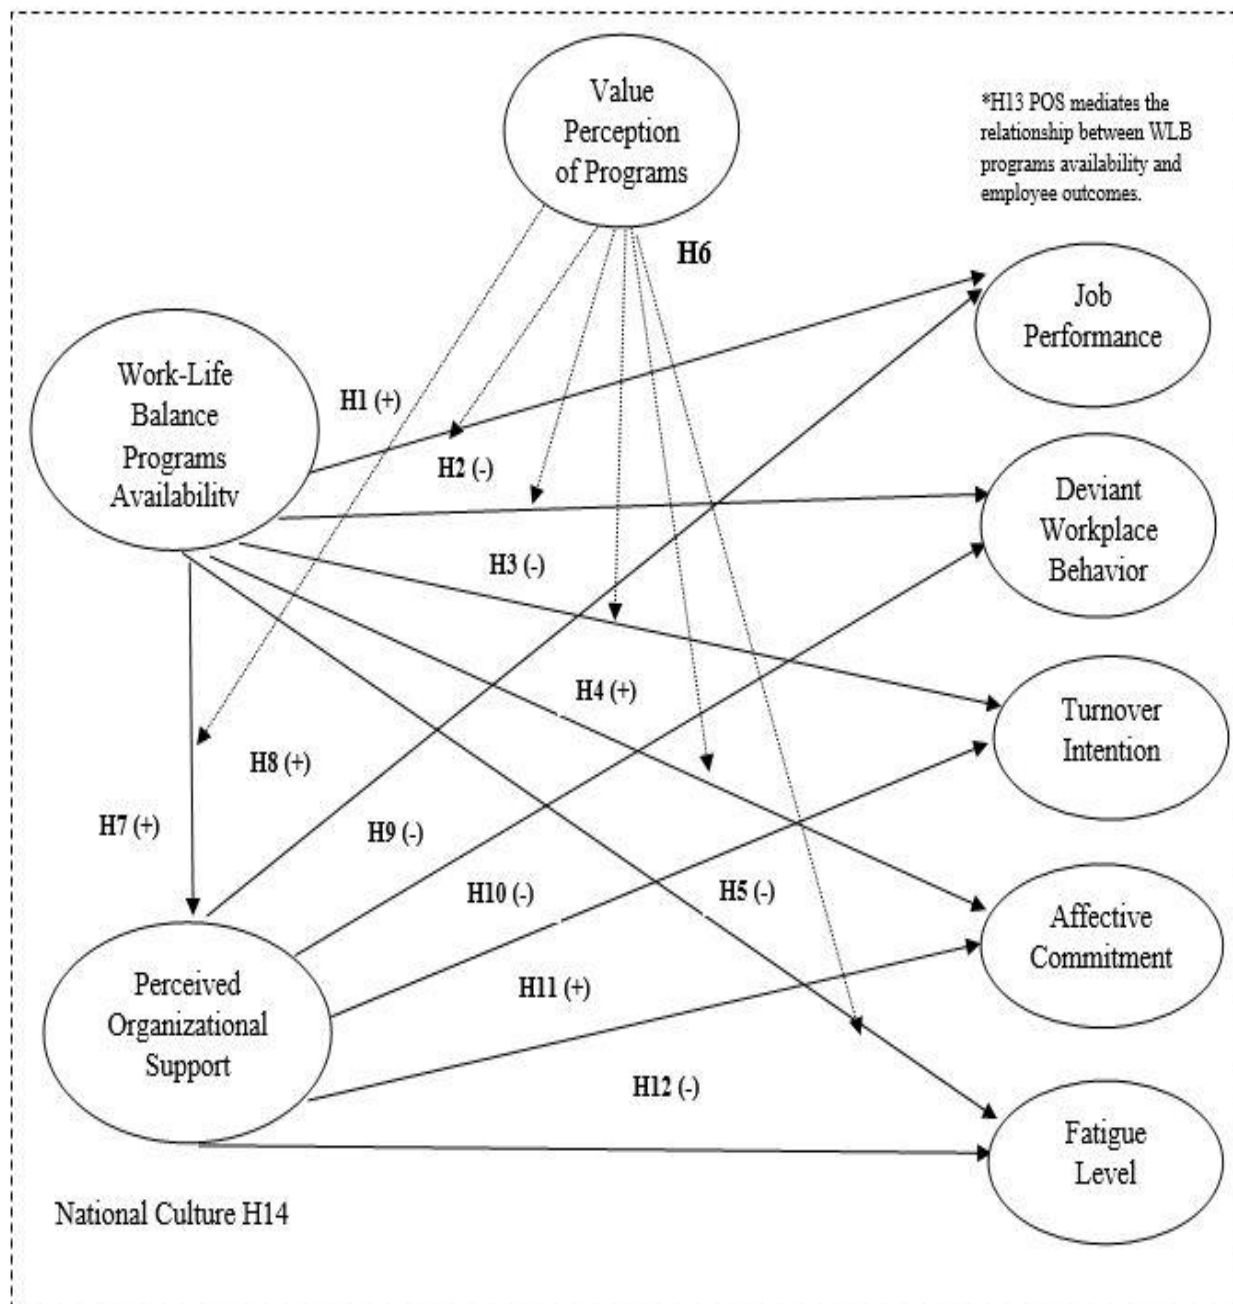 Value
Perception
of Programs
*H13 POS mediates the
relationship between WLB
programs availability and
employee outcomes.
H6
Job
Performance
Work-Life
Balance
Programs
Availability
H1 (+)
H2 (-)
Deviant
Workplace
Behavior
H3 (-)
H4 (+)
Turnover
Intention
H8 (+)
H7 (+)
H9 (-)
H10 (-)
H5 (-)
Affective
Commitment
Perceived
Organizational
Support
H11 (+)
H12 (-)
Fatigue
Level
National Culture H14